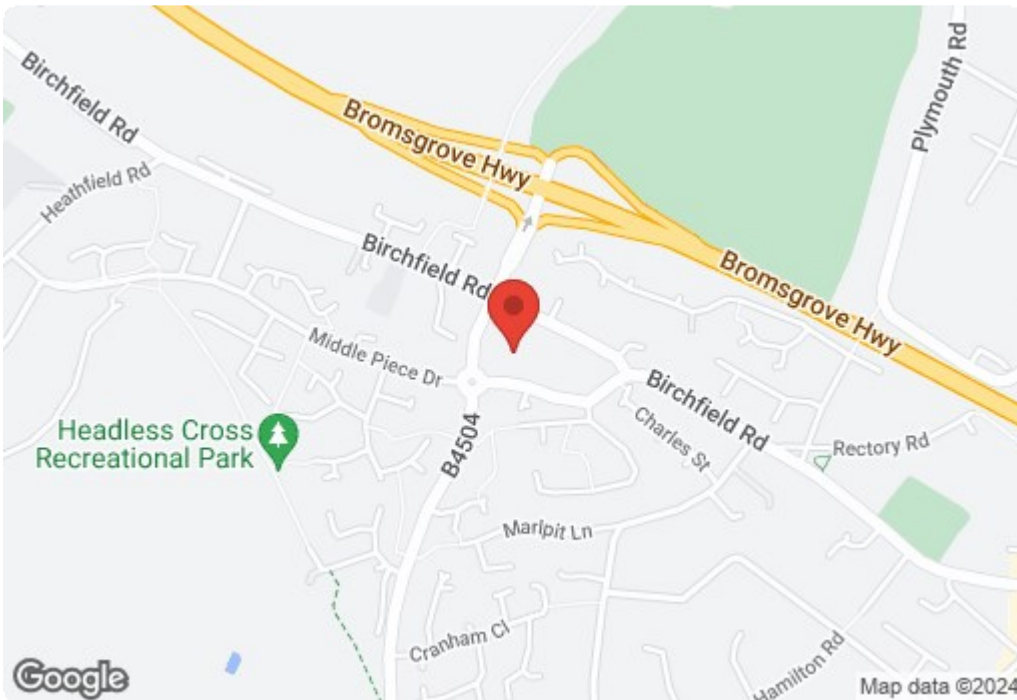 Birchfield Rd
Bromsgrove Hwy
Plymouth Rd
Heathfield Rd
Birchfield Rd
Bromsgrove Hwy
Middle Piece Dr
Birchfield Rd
Headless Cross
Recreational Park
B4504
Charles St
Rectory Rd
Marlpit Ln
Cranham Cl
Hamilton Rd
Google
Map data ©2024